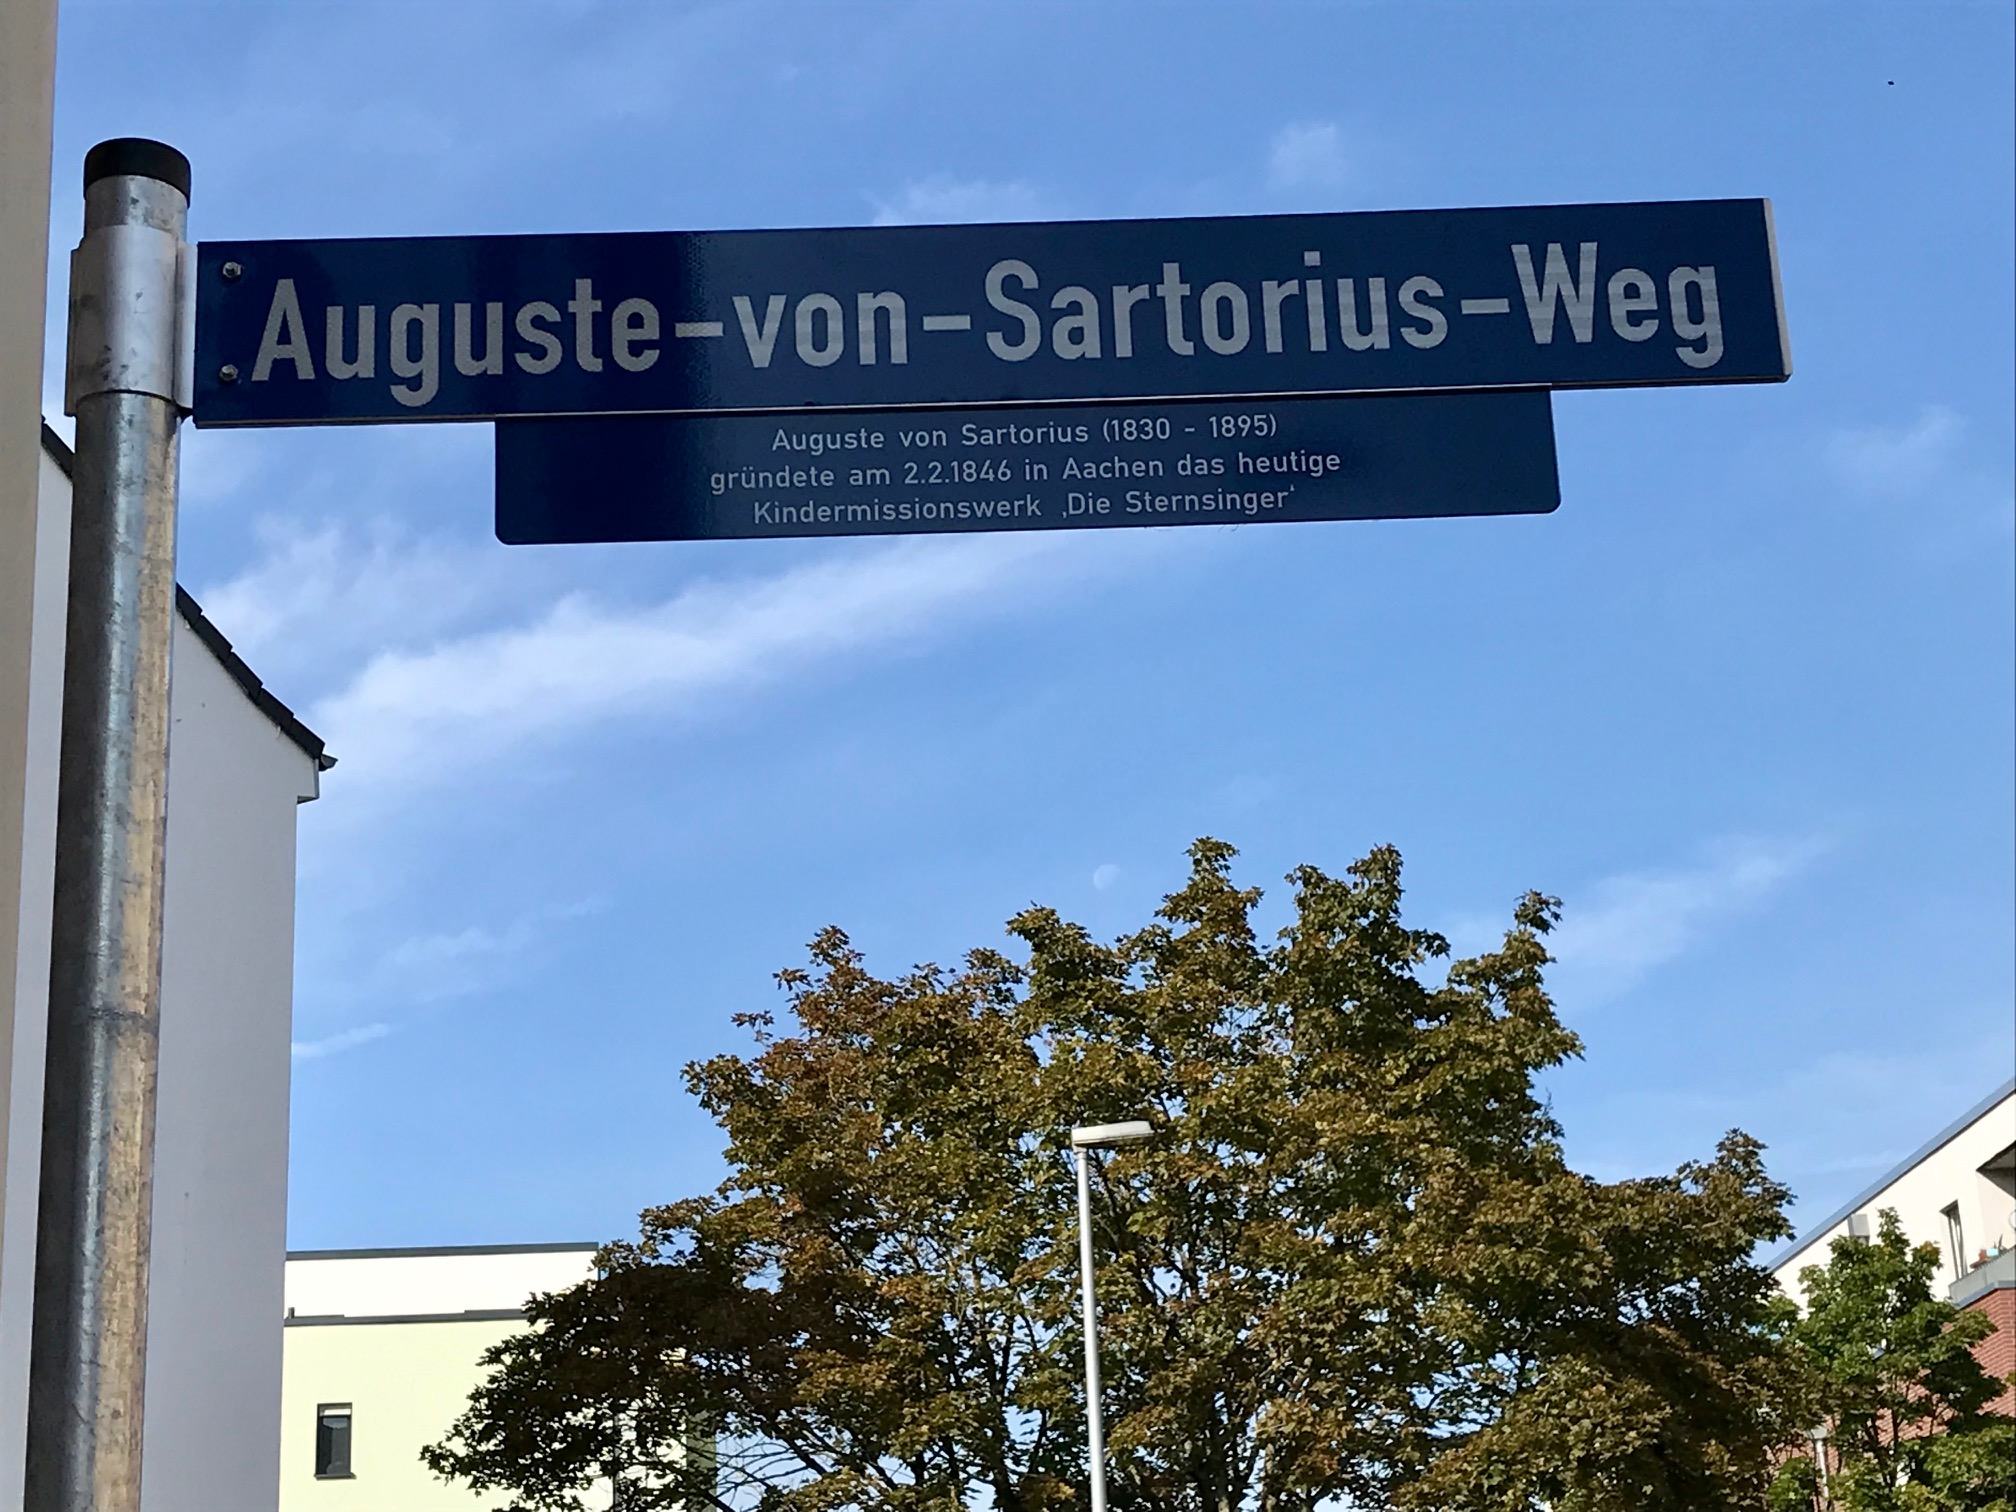 Auguste-von-Sartorius-Weg
Auguste von Sartorius (1830 - 1895)
gründete am 2.2.1846 in Aachen das heutige
Kindermissionswerk ‚Die Sternsinger‘